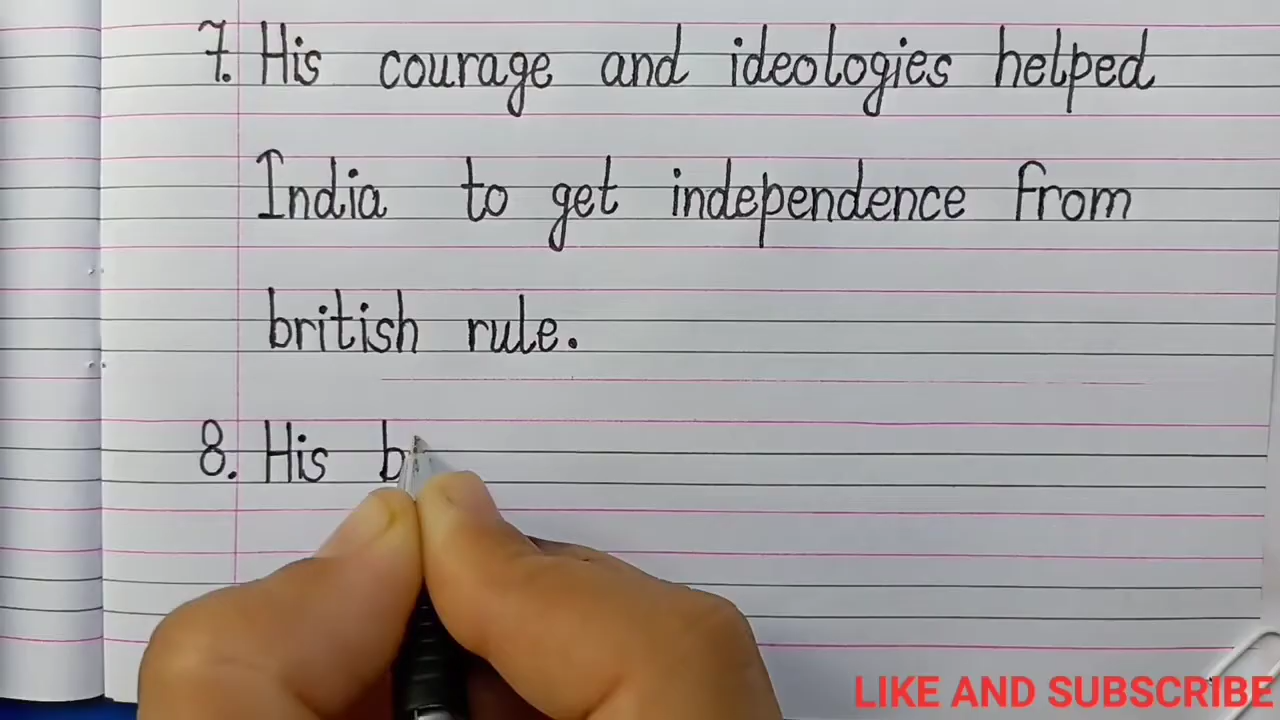 7. His courage and ideologies helped
India to get independence from
british rule.
8. His b
LIKE AND SUBSCRIBE